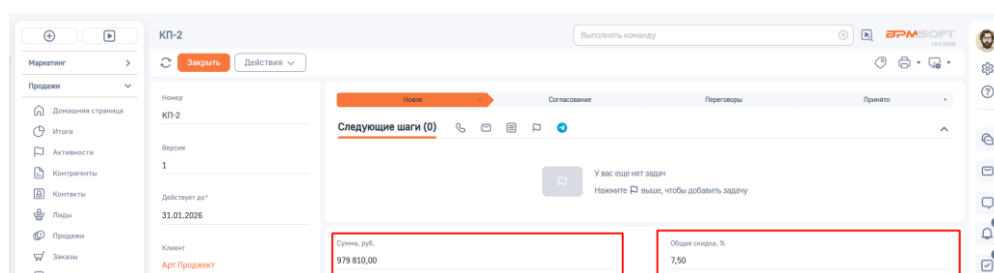 КП-2
Выполнить команду
BPMSOFT
Маркетинг
Закрыть
Действия
Продажи
Домашняя страница
Итоги
Активности
Контрагенты
Контакты
Лиды
Продажи
Заказы
Номер
КП-2
Версия
1
Действует до*
31.01.2026
Клиент
Арт Проджект
Новое
Согласование
Переговоры
Принято
Следующие шаги (0)
У вас еще нет задач
Нажмите выше, чтобы добавить задачу
Сумма, руб.
979 810,00
Общая скидка, %
7,50